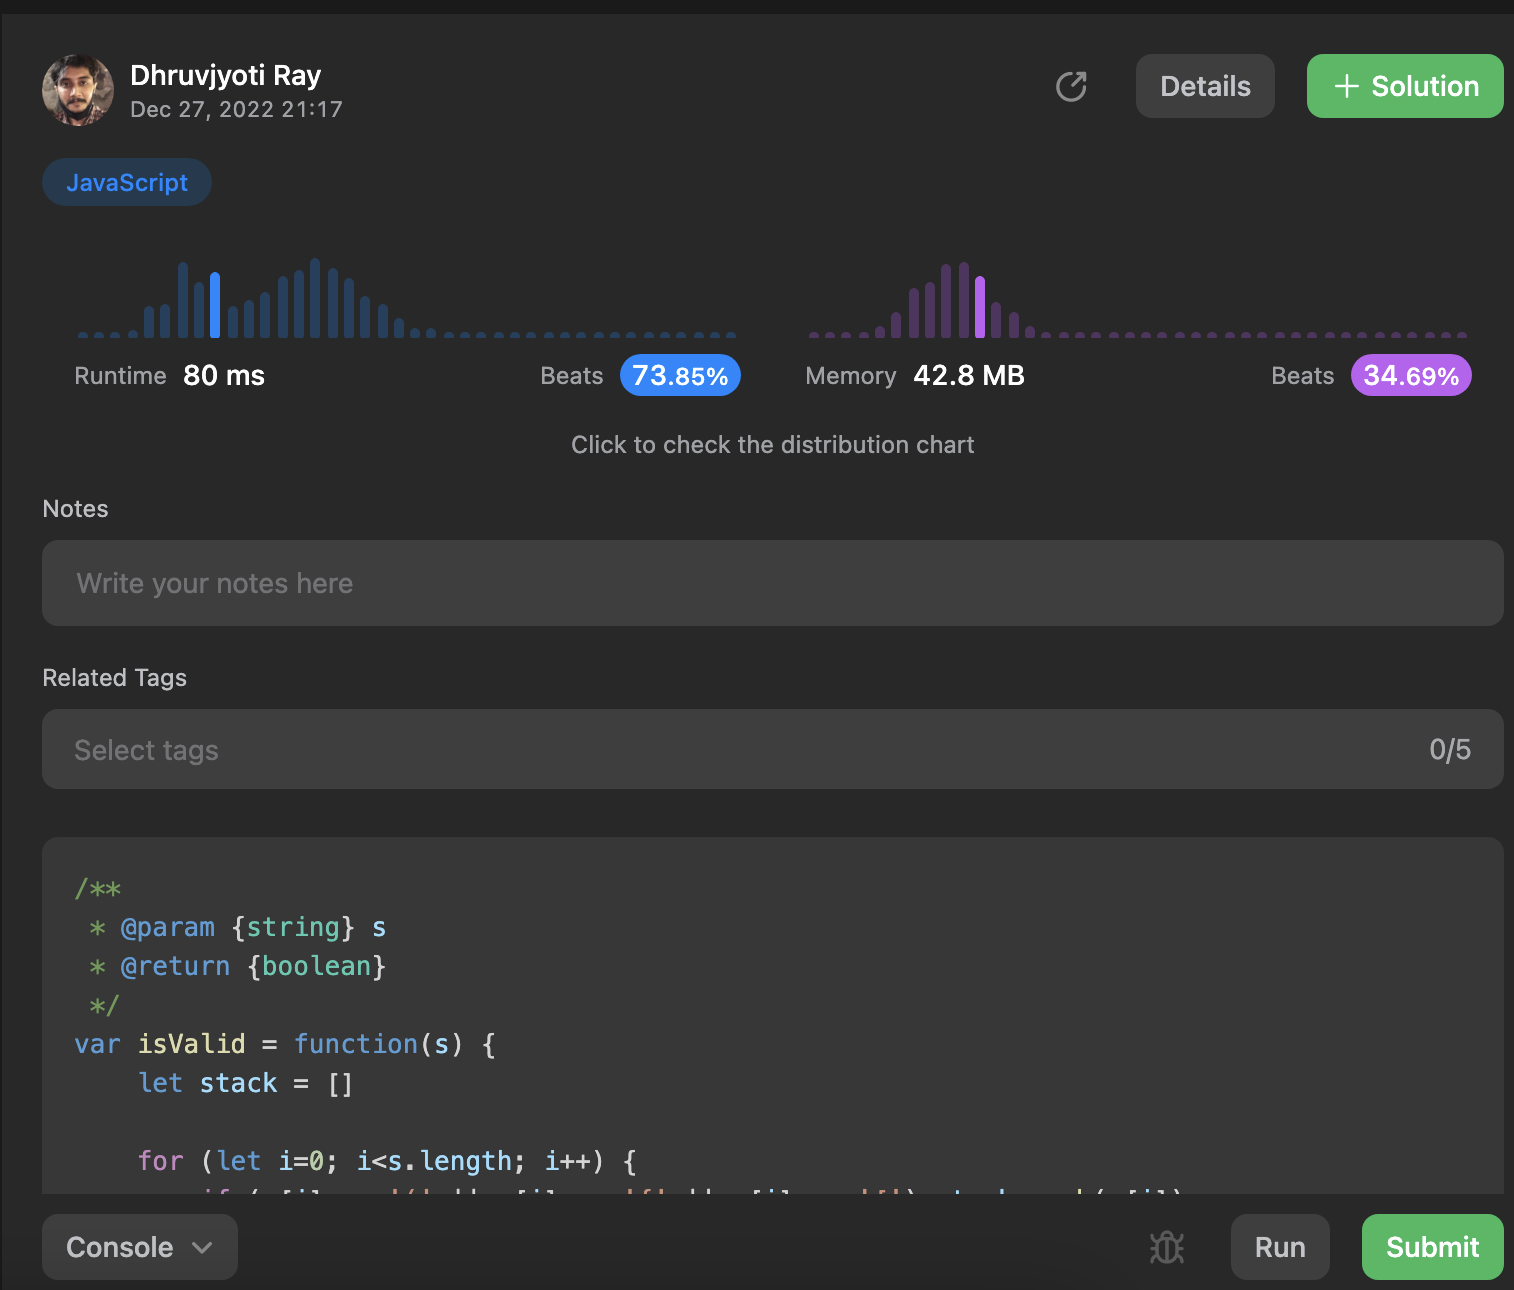 Dhruvjyoti Ray
Dec 27, 2022 21:17
Details
+ Solution
JavaScript
Runtime 80 ms
Beats 73.85%
Memory 42.8 MB
Beats 34.69%
Click to check the distribution chart
Notes
Write your notes here
Related Tags
Select tags
0/5
/**
 * @param {string} s
 * @return {boolean}
 */
var isValid = function(s) {
    let stack = []
    for (let i=0; i<s.length; i++) {
Console
Run
Submit